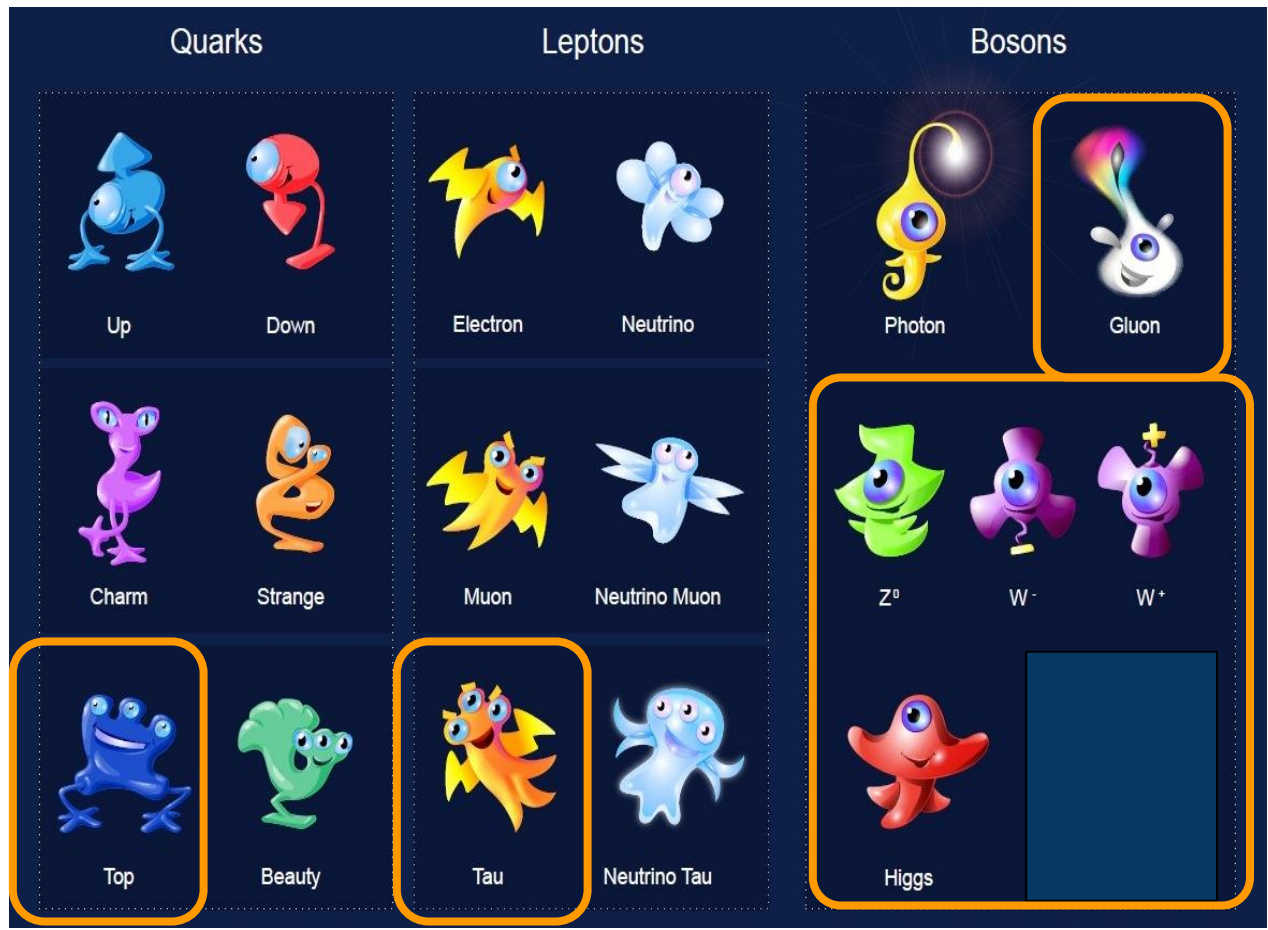 Quarks
Leptons
Bosons
Up
Down
Electron
Neutrino
Photon
Gluon
Charm
Strange
Muon
Neutrino Muon
Z⁰
W⁻
W⁺
Top
Beauty
Tau
Neutrino Tau
Higgs